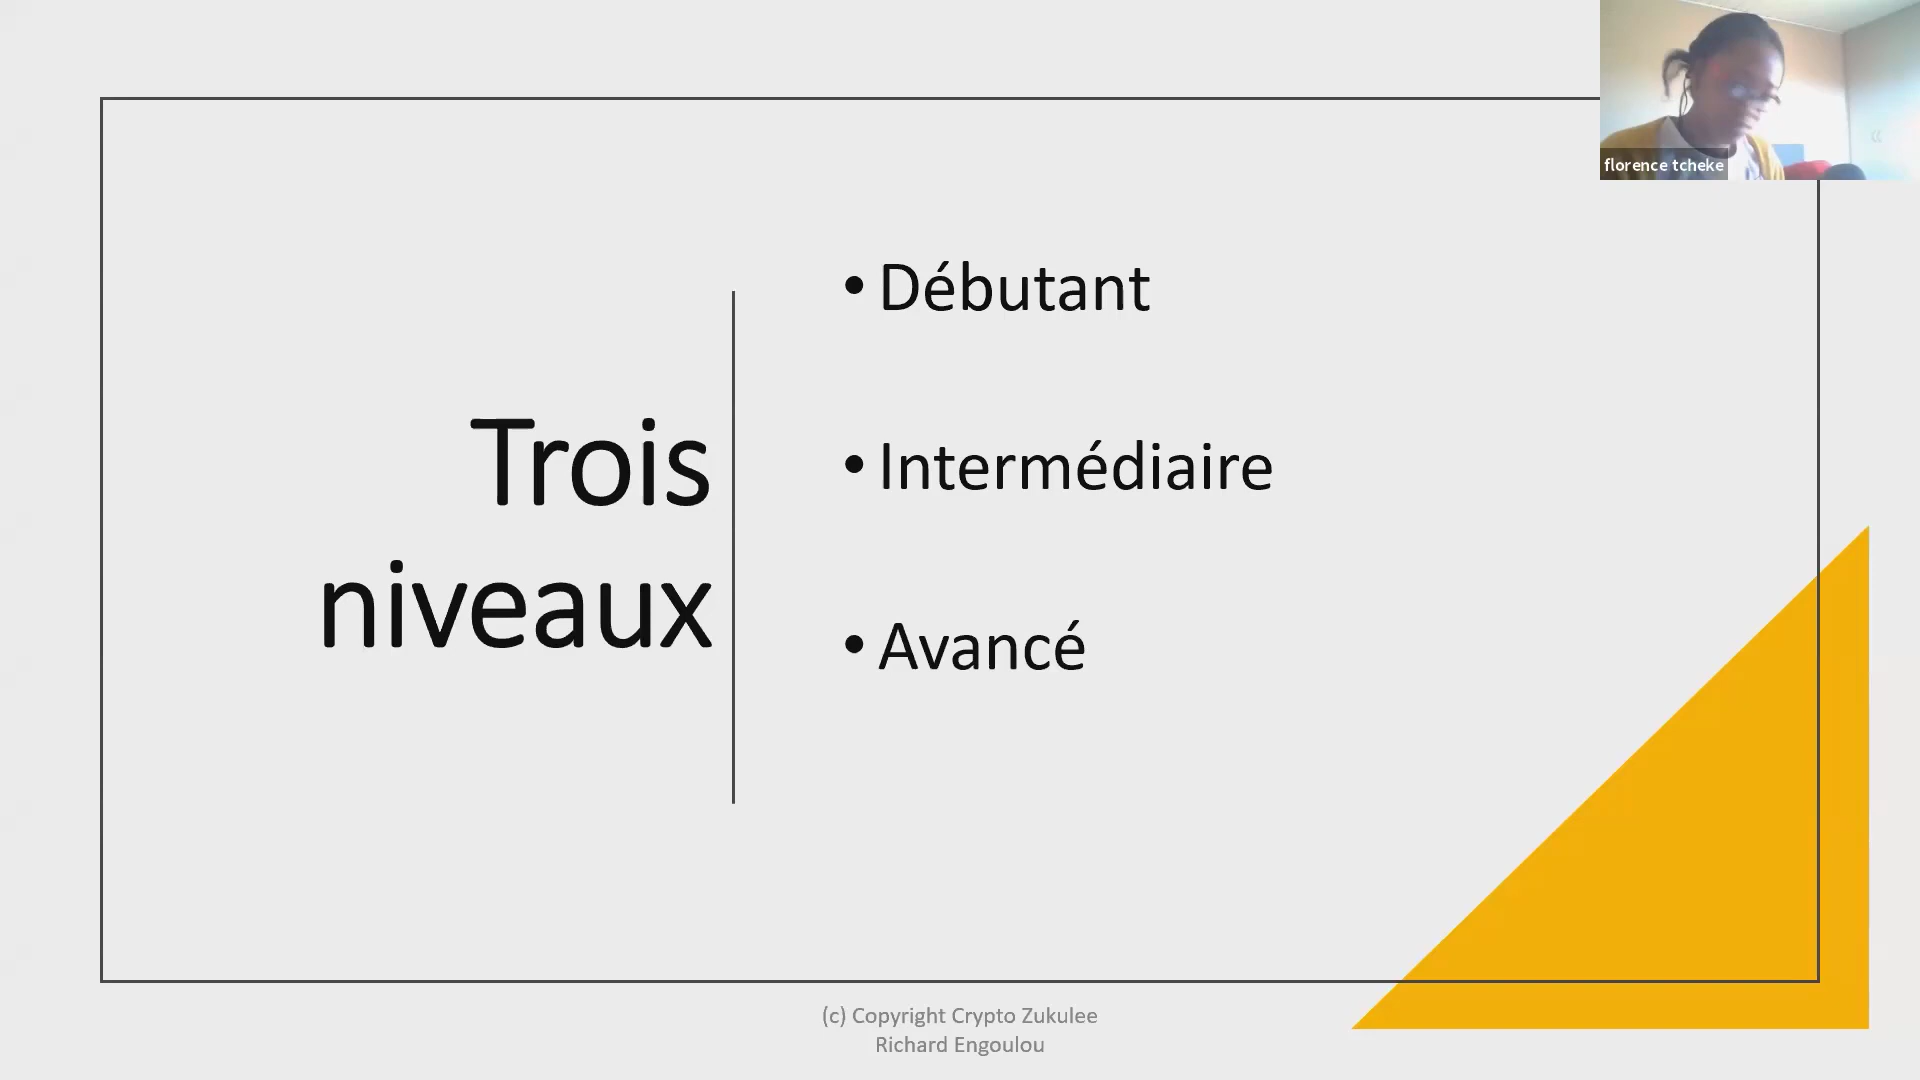 florence tcheke
Trois
niveaux
• Débutant
• Intermédiaire
• Avancé
(c) Copyright Crypto Zukulee
Richard Engoulou